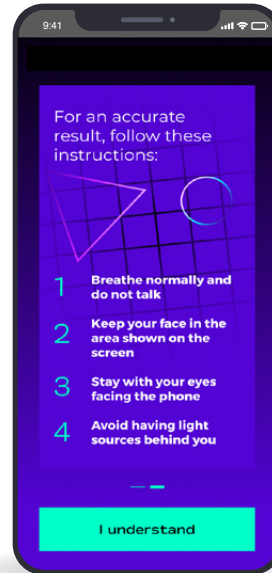 9:41
For an accurate
result, follow these
instructions:
1 Breathe normally and
do not talk
2 Keep your face in the
area shown on the
screen
3 Stay with your eyes
facing the phone
4 Avoid having light
sources behind you
I understand